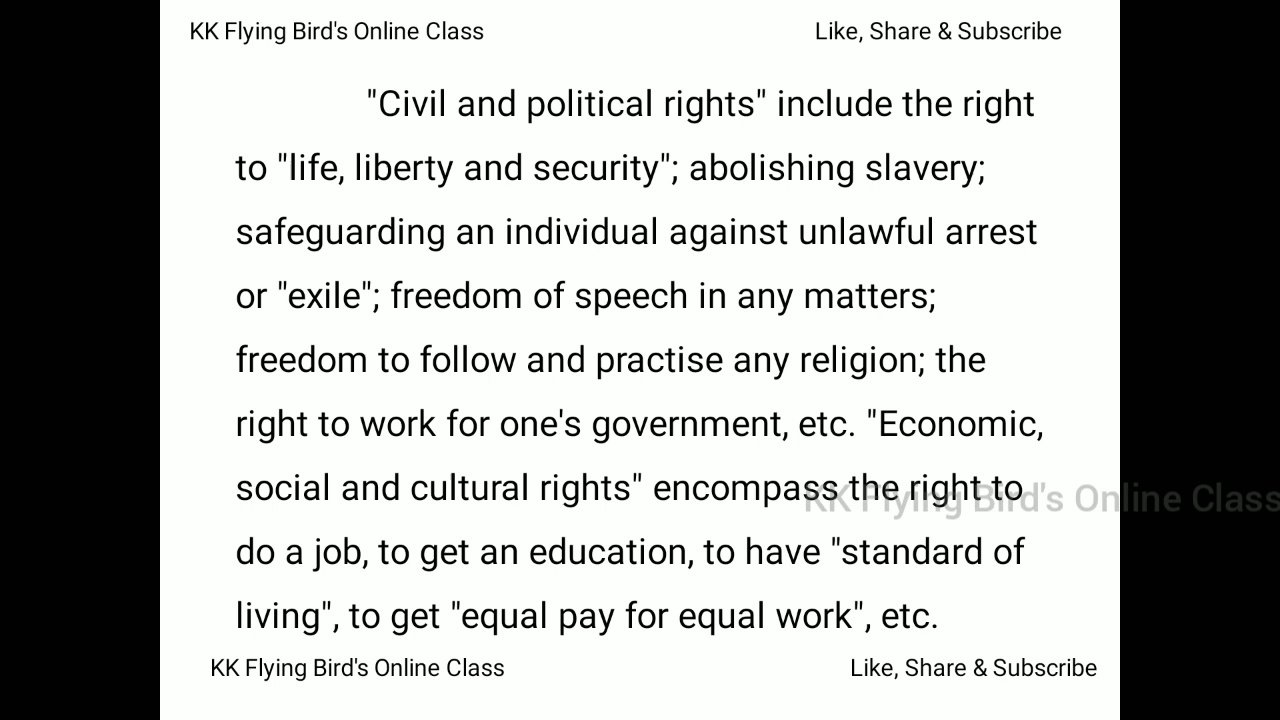 KK Flying Bird's Online Class
Like, Share & Subscribe
"Civil and political rights" include the right
to "life, liberty and security"; abolishing slavery;
safeguarding an individual against unlawful arrest
or "exile"; freedom of speech in any matters;
freedom to follow and practise any religion; the
right to work for one's government, etc. "Economic,
social and cultural rights" encompass the right to
KK Flying Bird's Online Class
do a job, to get an education, to have "standard of
living", to get "equal pay for equal work", etc.
KK Flying Bird's Online Class
Like, Share & Subscribe